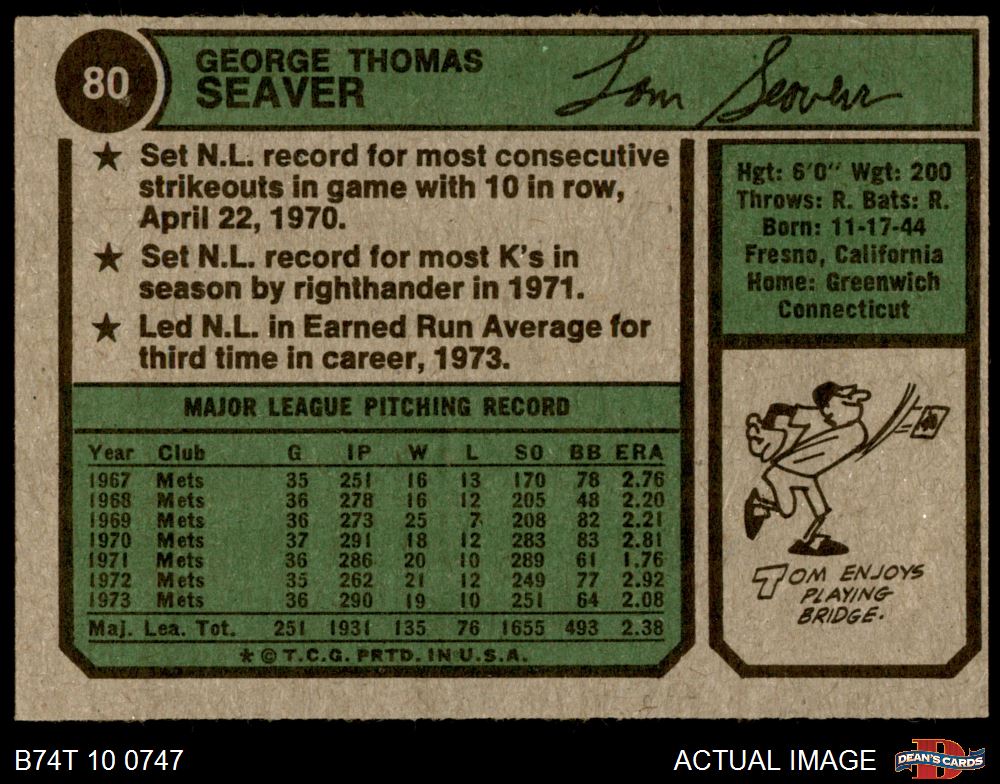 80
GEORGE THOMAS
SEAVER
Tom Seaver
★ Set N.L. record for most consecutive
strikeouts in game with 10 in row,
April 22, 1970.
★ Set N.L. record for most K's in
season by righthander in 1971.
★ Led N.L. in Earned Run Average for
third time in career, 1973.
Hgt: 6'0" Wgt: 200
Throws: R. Bats: R.
Born: 11-17-44
Fresno, California
Home: Greenwich
Connecticut
MAJOR LEAGUE PITCHING RECORD
Year Club G IP W L SO BB ERA
1967 Mets 35 251 16 13 170 78 2.76
1968 Mets 36 278 16 12 205 48 2.20
1969 Mets 36 273 25 7 208 82 2.21
1970 Mets 37 291 18 12 283 83 2.81
1971 Mets 36 286 20 10 289 61 1.76
1972 Mets 35 262 21 12 249 77 2.92
1973 Mets 36 290 19 10 251 64 2.08
Maj. Lea. Tot. 251 1931 135 76 1655 493 2.38
* © T.C.G. PRTD. IN U.S.A.
TOM ENJOYS
PLAYING
BRIDGE.
B74T 10 0747
ACTUAL IMAGE
DEAN'S CARDS